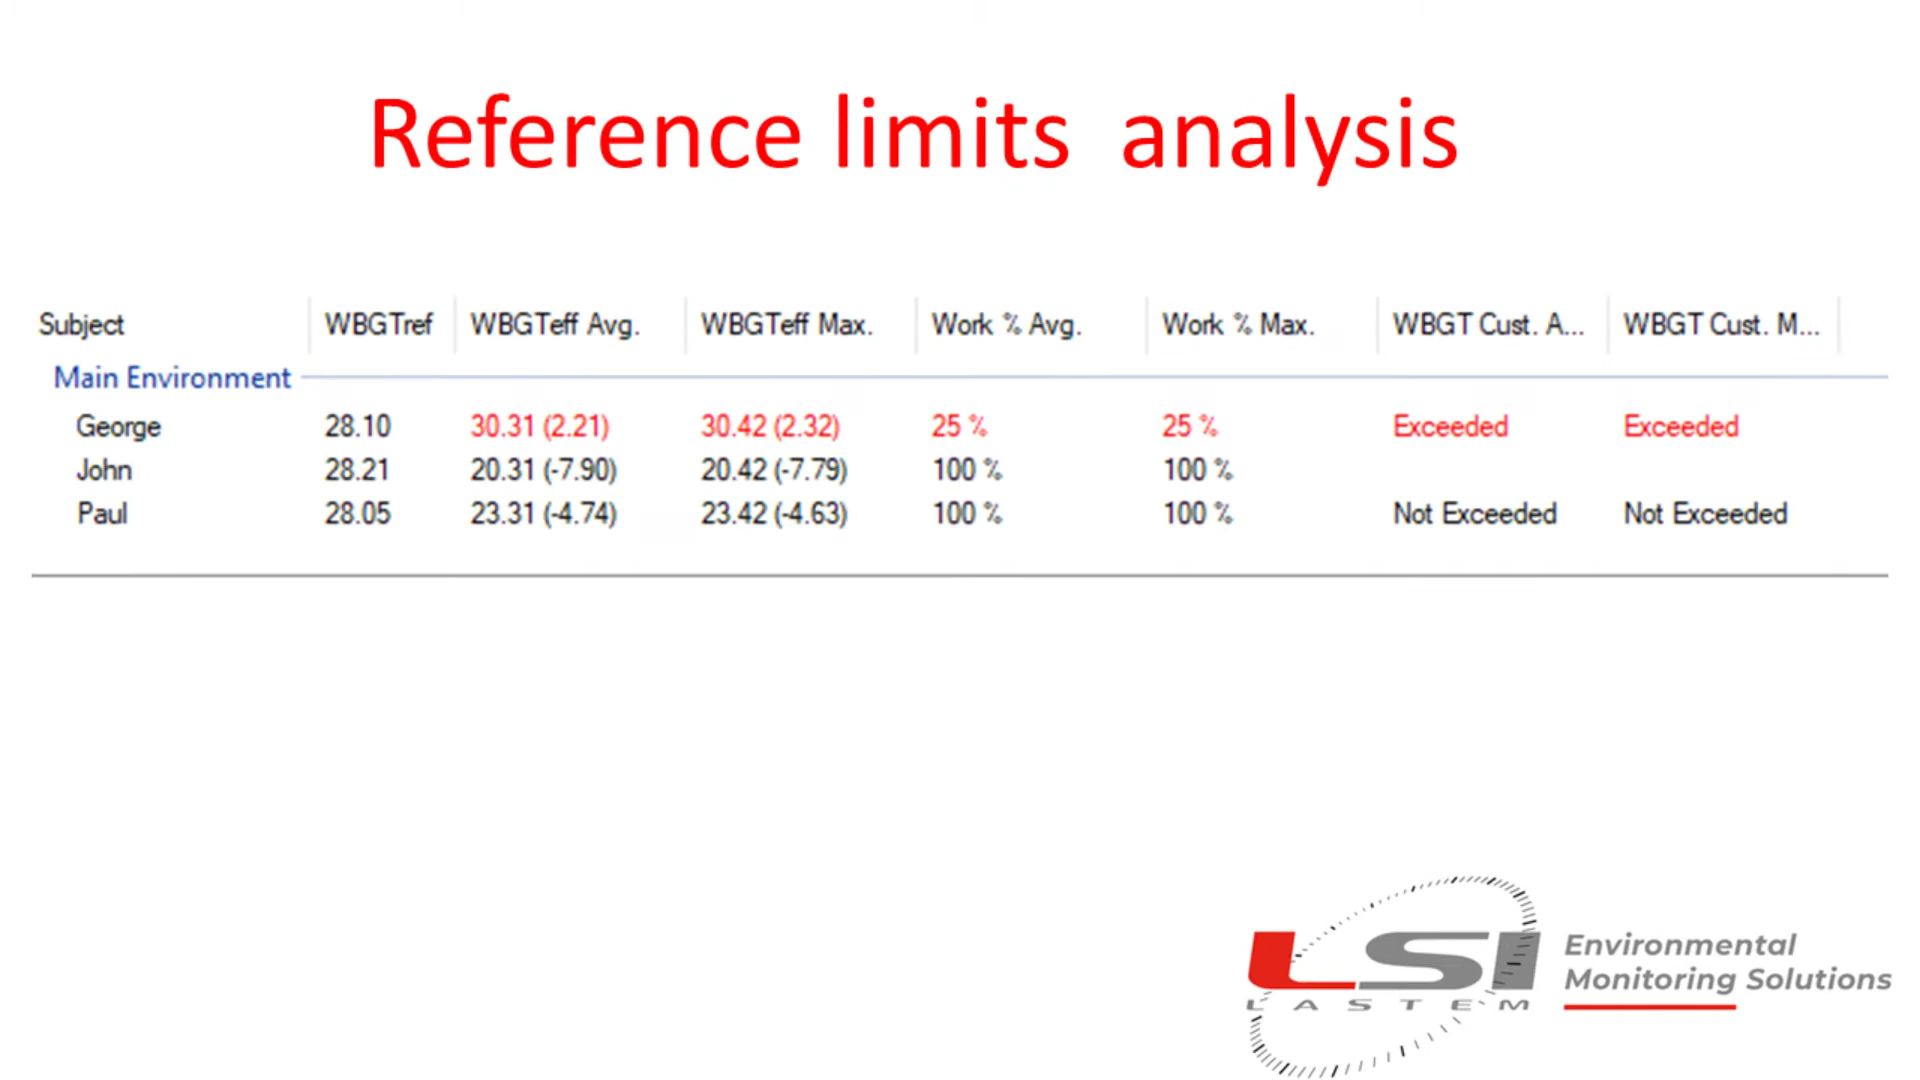 Reference limits analysis
Subject WBGTref WBGTeff Avg. WBGTeff Max. Work % Avg. Work % Max. WBGT Cust. A... WBGT Cust. M...
Main Environment
George 28.10 30.31 (2.21) 30.42 (2.32) 25 % 25 % Exceeded Exceeded
John 28.21 20.31 (-7.90) 20.42 (-7.79) 100 % 100 %
Paul 28.05 23.31 (-4.74) 23.42 (-4.63) 100 % 100 % Not Exceeded Not Exceeded
LSI
LASTEM
Environmental
Monitoring Solutions